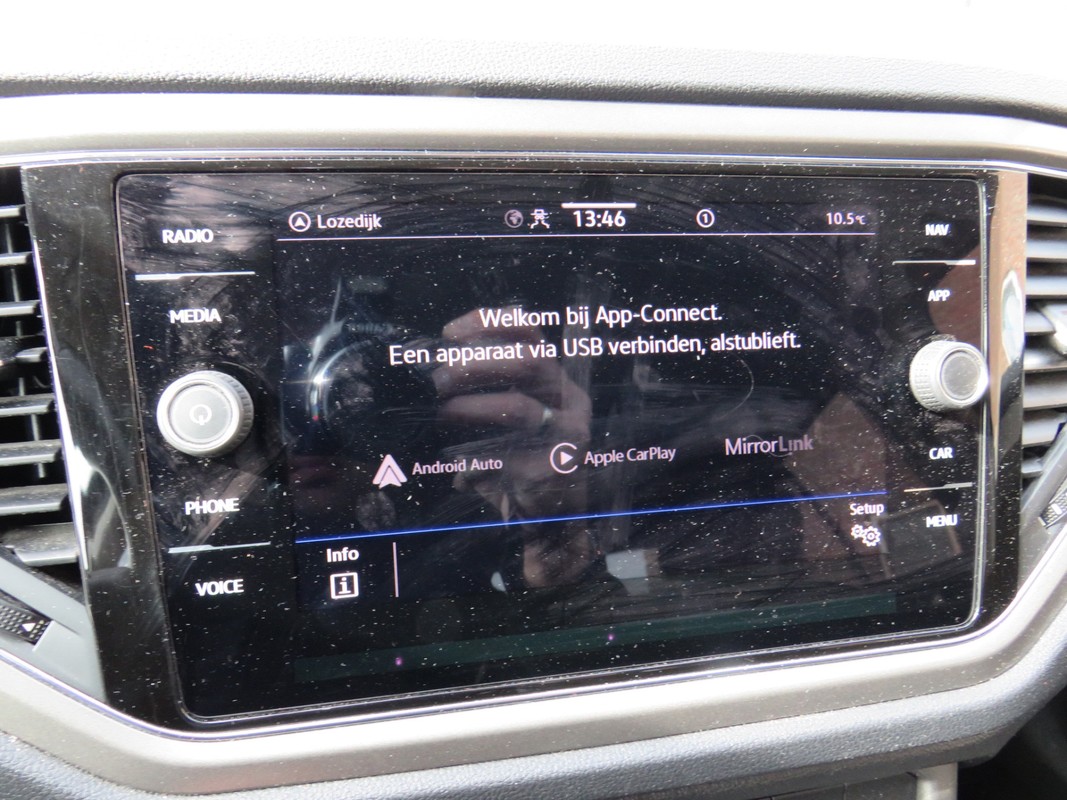 RADIO
MEDIA
PHONE
VOICE
Lozedijk 13:46 1 10.5°C
Welkom bij App-Connect.
Een apparaat via USB verbinden, alstublieft.
Android Auto Apple CarPlay MirrorLink
Setup
Info
i
NAV
APP
CAR
MENU